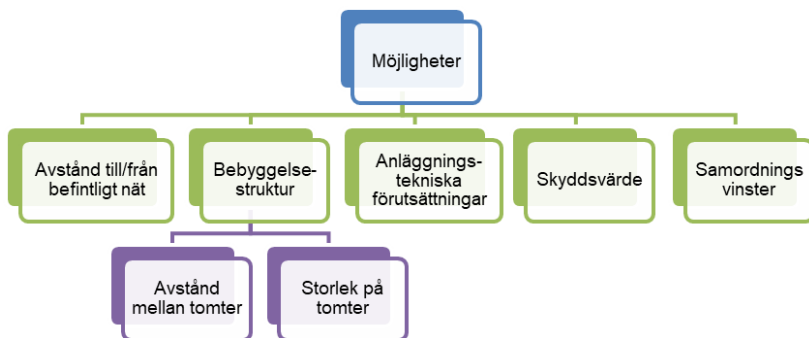 Möjligheter
Avstånd till/från
befintligt nät
Bebyggelse-
struktur
Anläggnings-
tekniska
förutsättningar
Skyddsvärde
Samordnings
vinster
Avstånd
mellan tomter
Storlek på
tomter